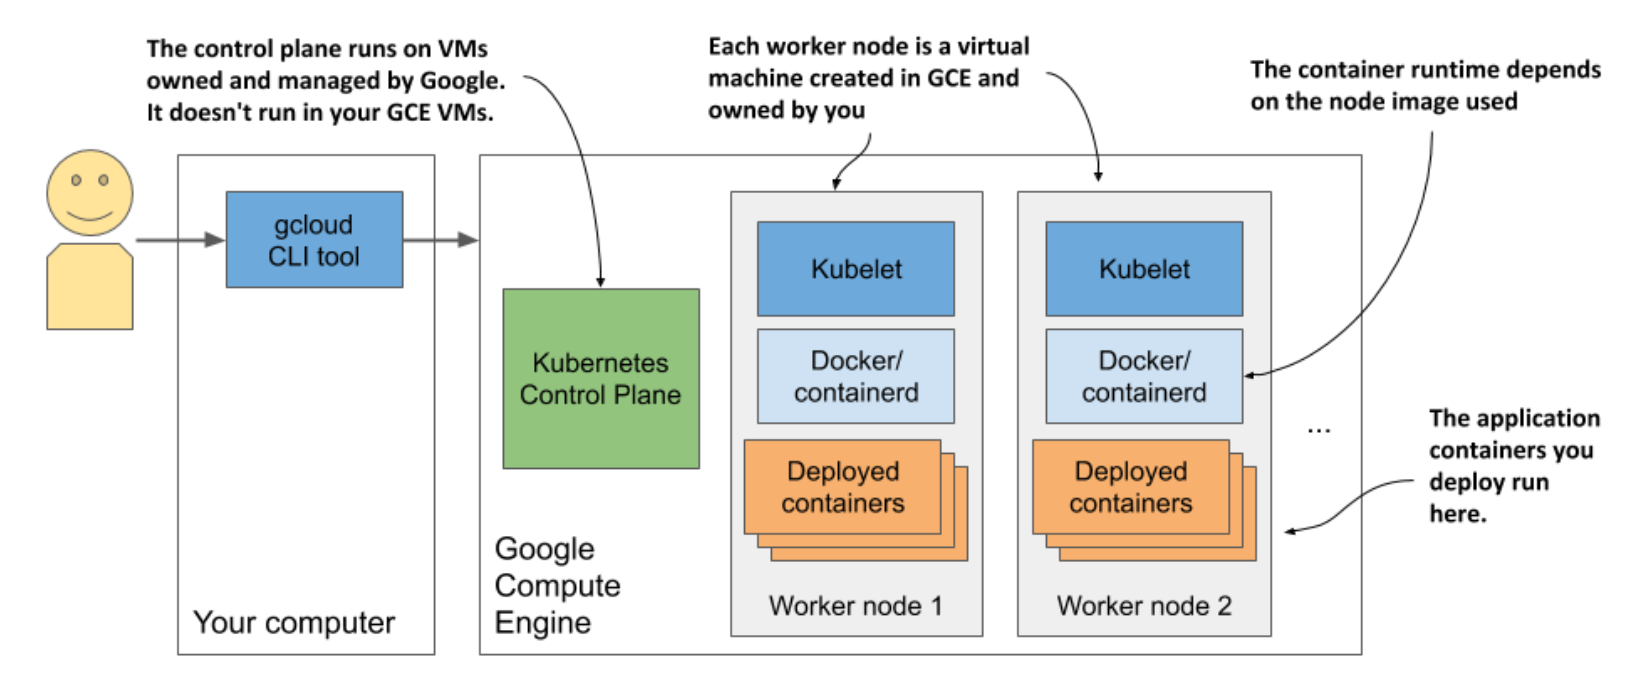 The control plane runs on VMs
owned and managed by Google.
It doesn't run in your GCE VMs.
Each worker node is a virtual
machine created in GCE and
owned by you
The container runtime depends
on the node image used
gcloud
CLI tool
Your computer
Kubernetes
Control Plane
Google
Compute
Engine
Kubelet
Docker/
containerd
Deployed
containers
Worker node 1
Kubelet
Docker/
containerd
Deployed
containers
Worker node 2
...
The application
containers you
deploy run
here.